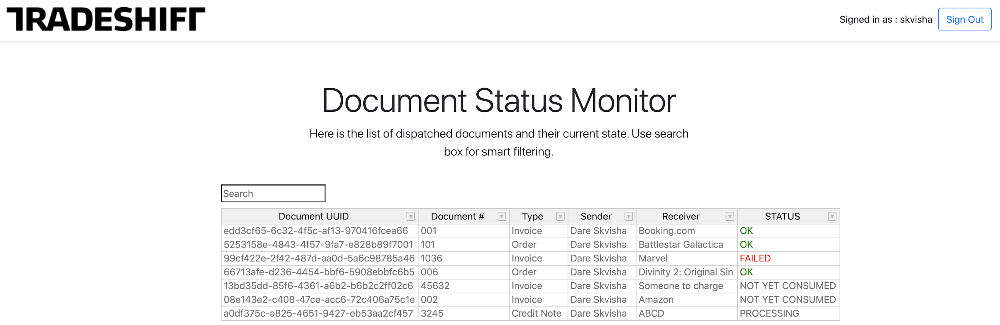 TRADESHIFT
Signed in as : skvisha Sign Out
Document Status Monitor
Here is the list of dispatched documents and their current state. Use search
box for smart filtering.
Search
Document UUID Document # Type Sender Receiver STATUS
edd3cf65-6c32-4f5c-af13-970416fcea66 001 Invoice Dare Skvisha Booking.com OK
5253158e-4843-4f57-9fa7-e828b89f7001 101 Order Dare Skvisha Battlestar Galactica OK
99cf422e-2f42-487d-aa0d-5a6c98785a46 1036 Invoice Dare Skvisha Marvel FAILED
66713afe-d236-4454-bbf6-5908ebbfc6b5 006 Order Dare Skvisha Divinity 2: Original Sin OK
13bd35dd-85f6-4361-a6b2-b6b2c2ff02c6 45632 Invoice Dare Skvisha Someone to charge NOT YET CONSUMED
08e143e2-c408-47ce-acc6-72c406a75c1e 002 Invoice Dare Skvisha Amazon NOT YET CONSUMED
a0df375c-a825-4651-9427-eb53aa2cf457 3245 Credit Note Dare Skvisha ABCD PROCESSING